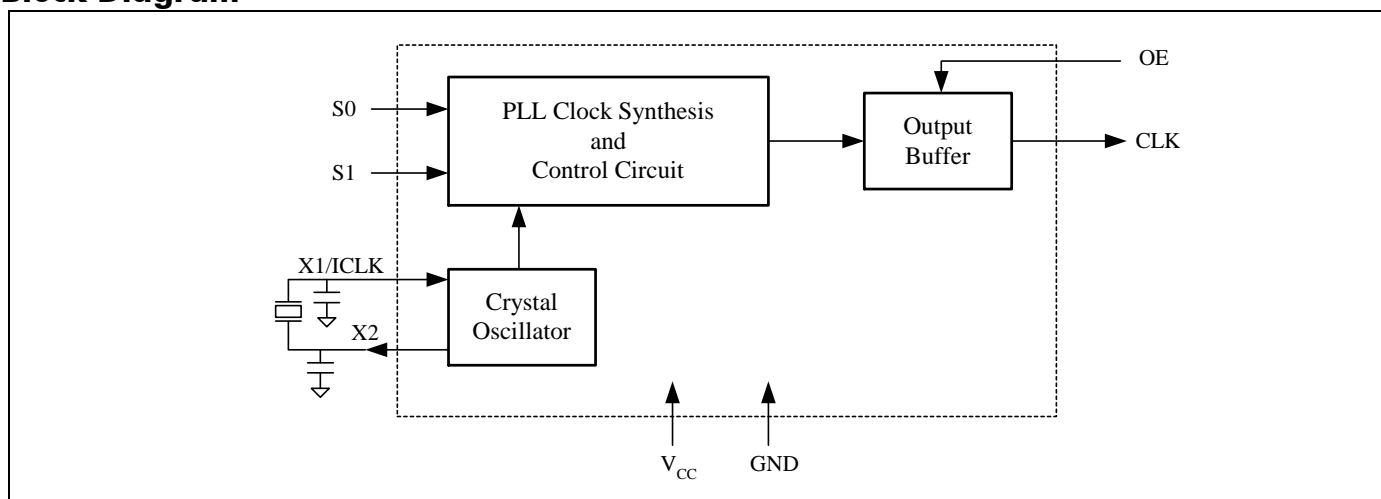 Block Diagram
OE
S0
PLL Clock Synthesis
and
Control Circuit
Output
Buffer
CLK
S1
X1/ICLK
Crystal
Oscillator
X2
VCC
GND